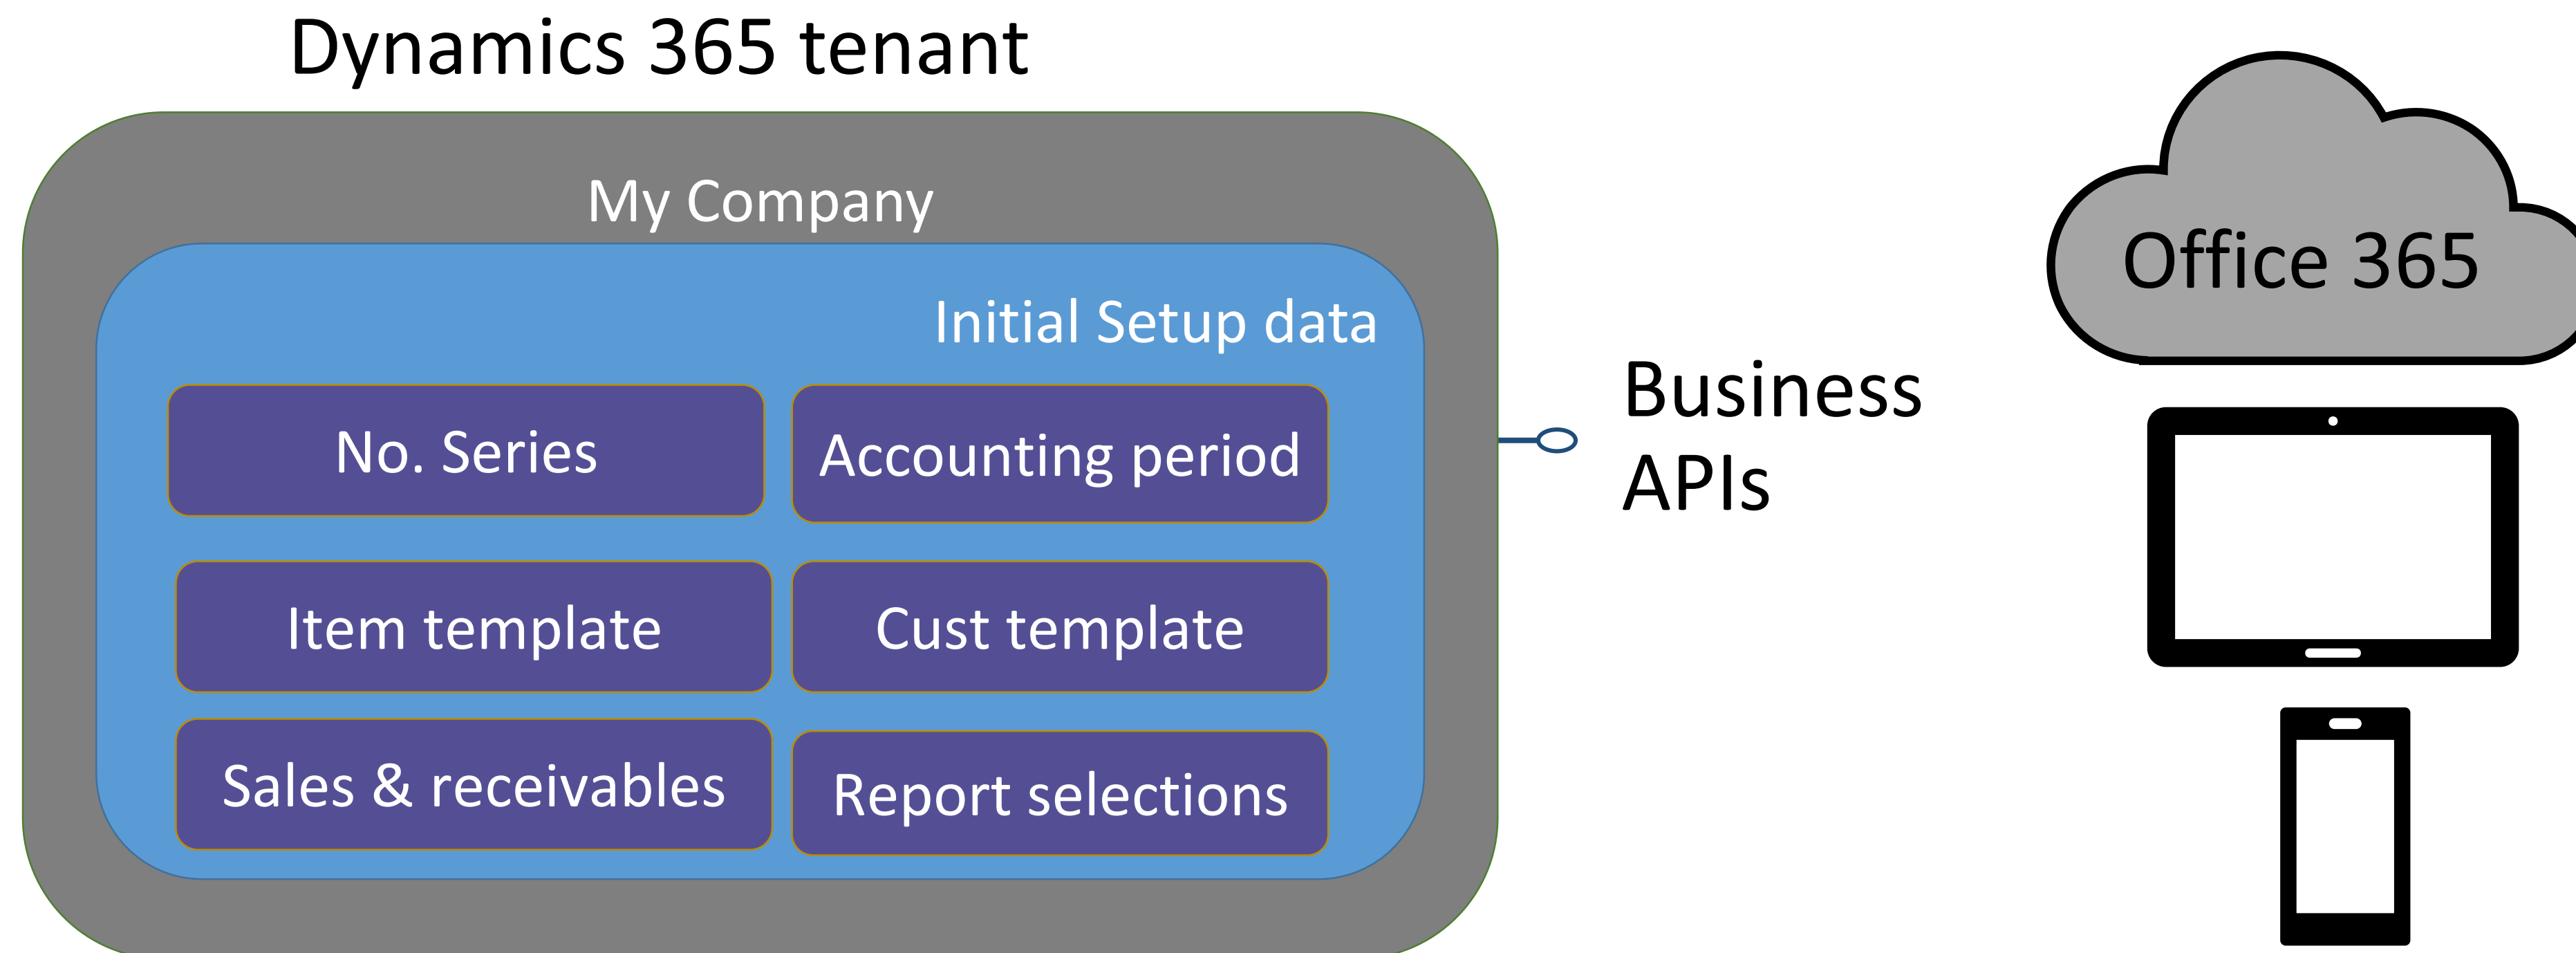 Dynamics 365 tenant
My Company
Initial Setup data
No. Series
Accounting period
Item template
Cust template
Sales & receivables
Report selections
Business
APIs
Office 365